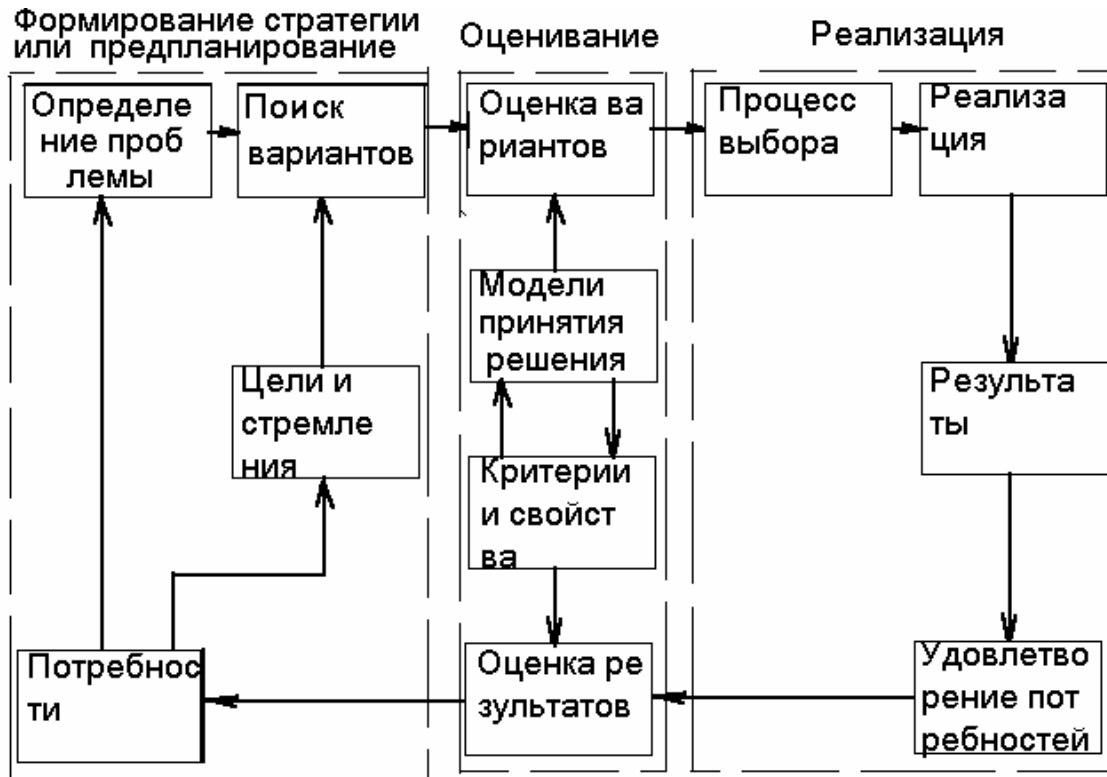 Формирование стратегии
или предпланирование
Оценивание
Реализация
Определе
ние проб
лемы
Поиск
вариантов
Оценка ва
риантов
Процесс
выбора
Реализа
ция
Модели
принятия
решения
Цели и
стремле
ния
Результа
ты
Критерии
и свойст
ва
Потребнос
ти
Оценка ре
зультатов
Удовлетво
рение пот
ребностей